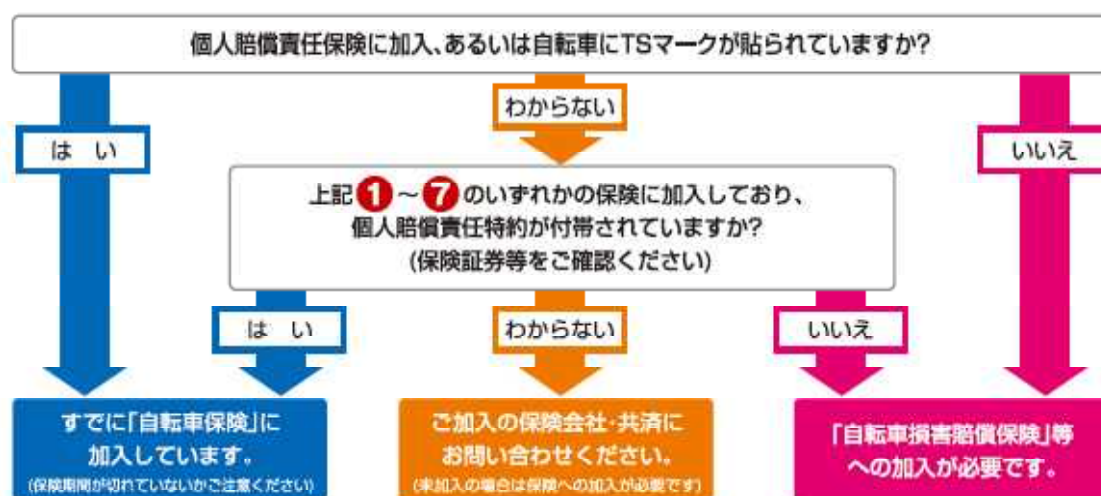 個人賠償責任保険に加入、あるいは自転車にTSマークが貼られていますか?
は い
わからない
いいえ
上記1~7のいずれかの保険に加入しており、
個人賠償責任特約が付帯されていますか?
(保険証券等をご確認ください)
は い
わからない
いいえ
すでに「自転車保険」に
加入しています。
(保険期間が切れていないかご注意ください)
ご加入の保険会社・共済に
お問い合わせください。
(未加入の場合は保険への加入が必要です)
「自転車損害賠償保険」等
への加入が必要です。